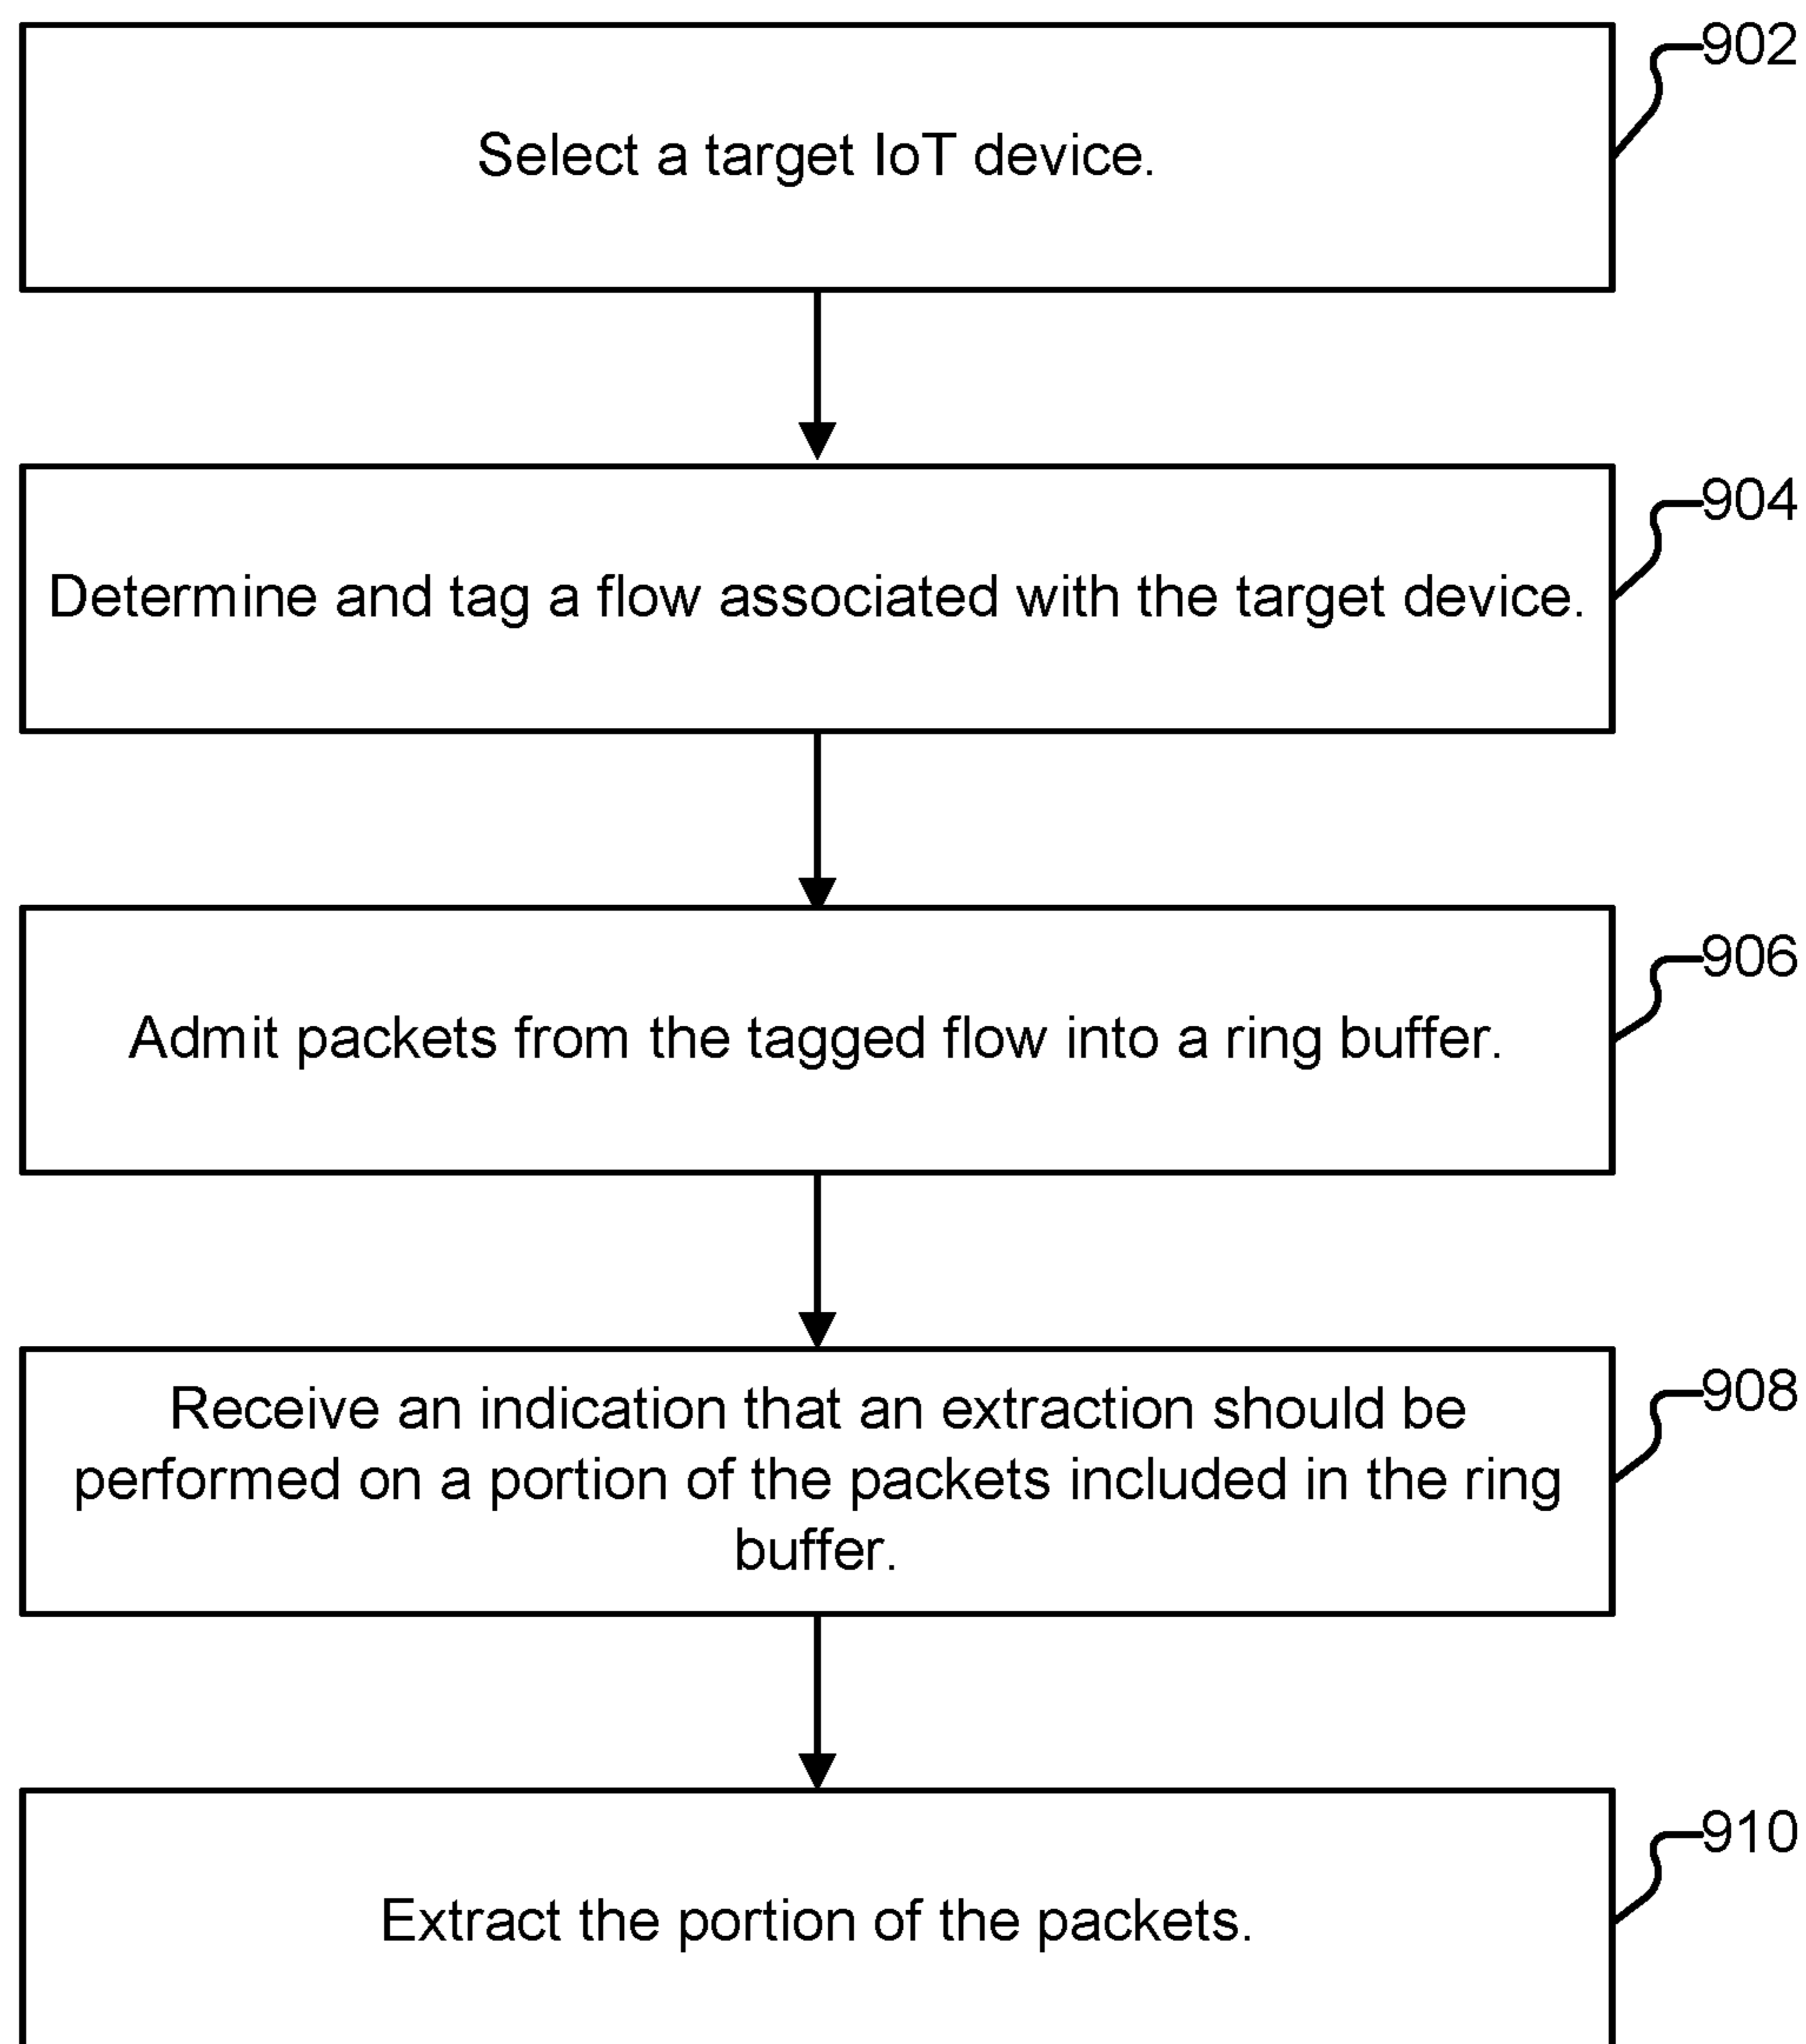 902
Select a target IoT device.
904
Determine and tag a flow associated with the target device.
906
Admit packets from the tagged flow into a ring buffer.
908
Receive an indication that an extraction should be
performed on a portion of the packets included in the ring
buffer.
910
Extract the portion of the packets.